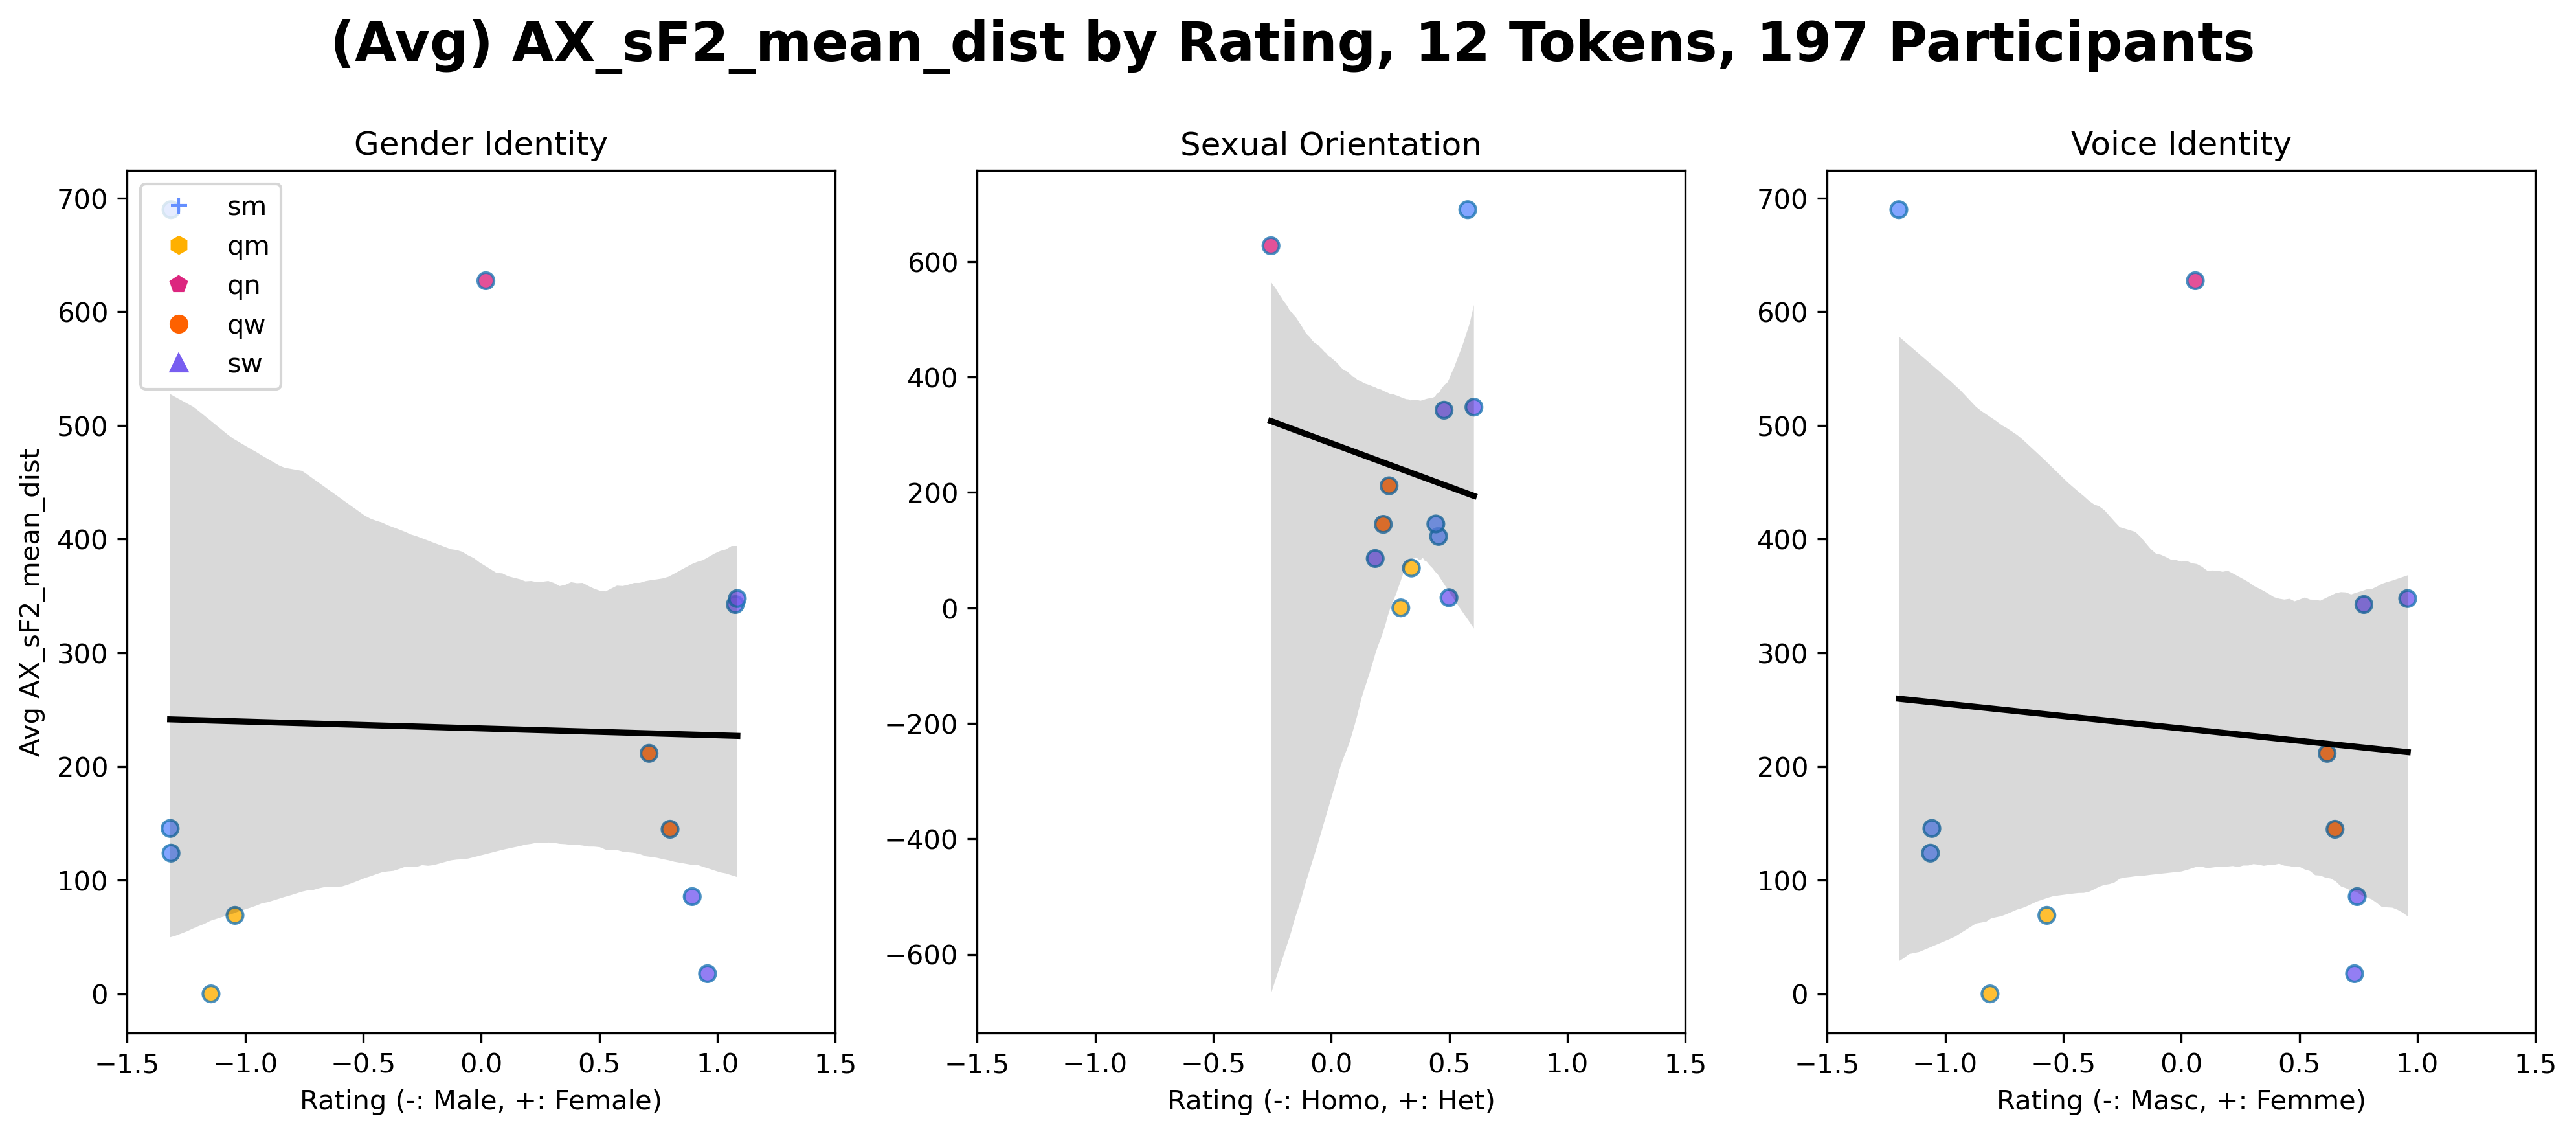 (Avg) AX_sF2_mean_dist by Rating, 12 Tokens, 197 Participants
Gender Identity
Sexual Orientation
Voice Identity
sm
qm
qn
qw
sw
Avg AX_sF2_mean_dist
700
600
500
400
300
200
100
0
−1.5 −1.0 −0.5 0.0 0.5 1.0 1.5
Rating (-: Male, +: Female)
600
400
200
0
−200
−400
−600
−1.5 −1.0 −0.5 0.0 0.5 1.0 1.5
Rating (-: Homo, +: Het)
700
600
500
400
300
200
100
0
−1.5 −1.0 −0.5 0.0 0.5 1.0 1.5
Rating (-: Masc, +: Femme)